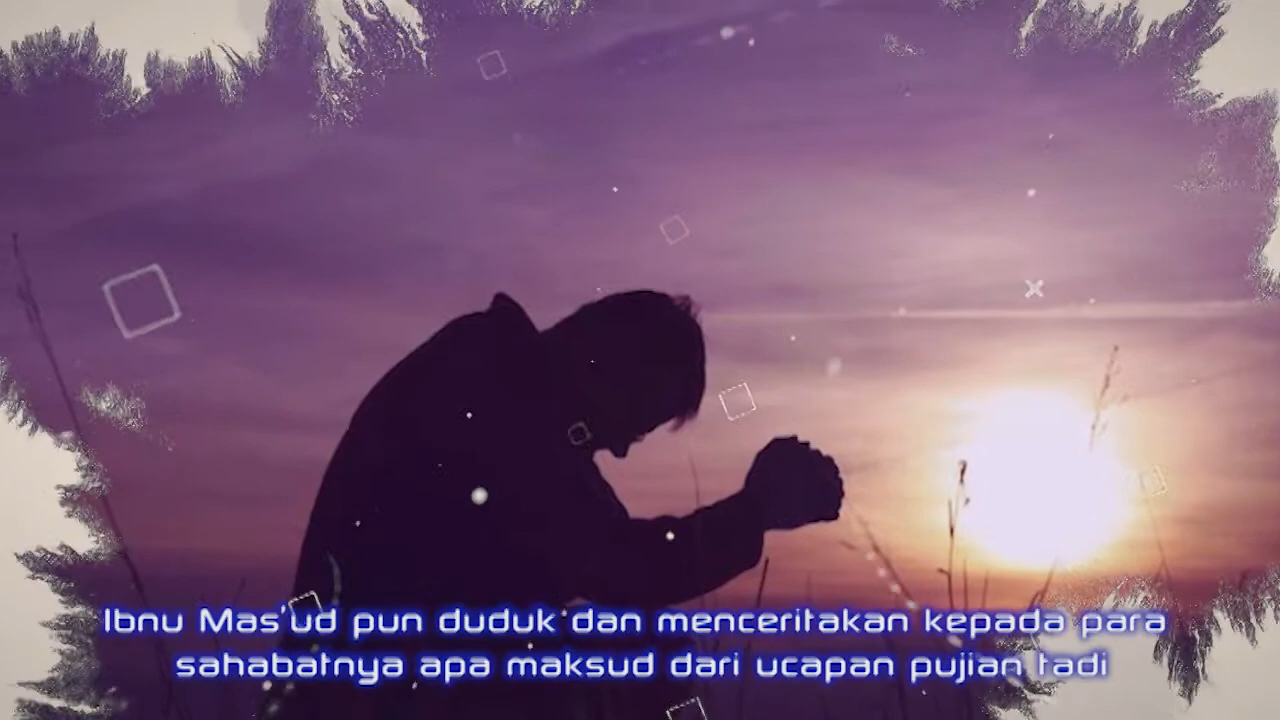 Ibnu Mas'ud pun duduk dan menceritakan kepada para
sahabatnya apa maksud dari ucapan pujian tadi